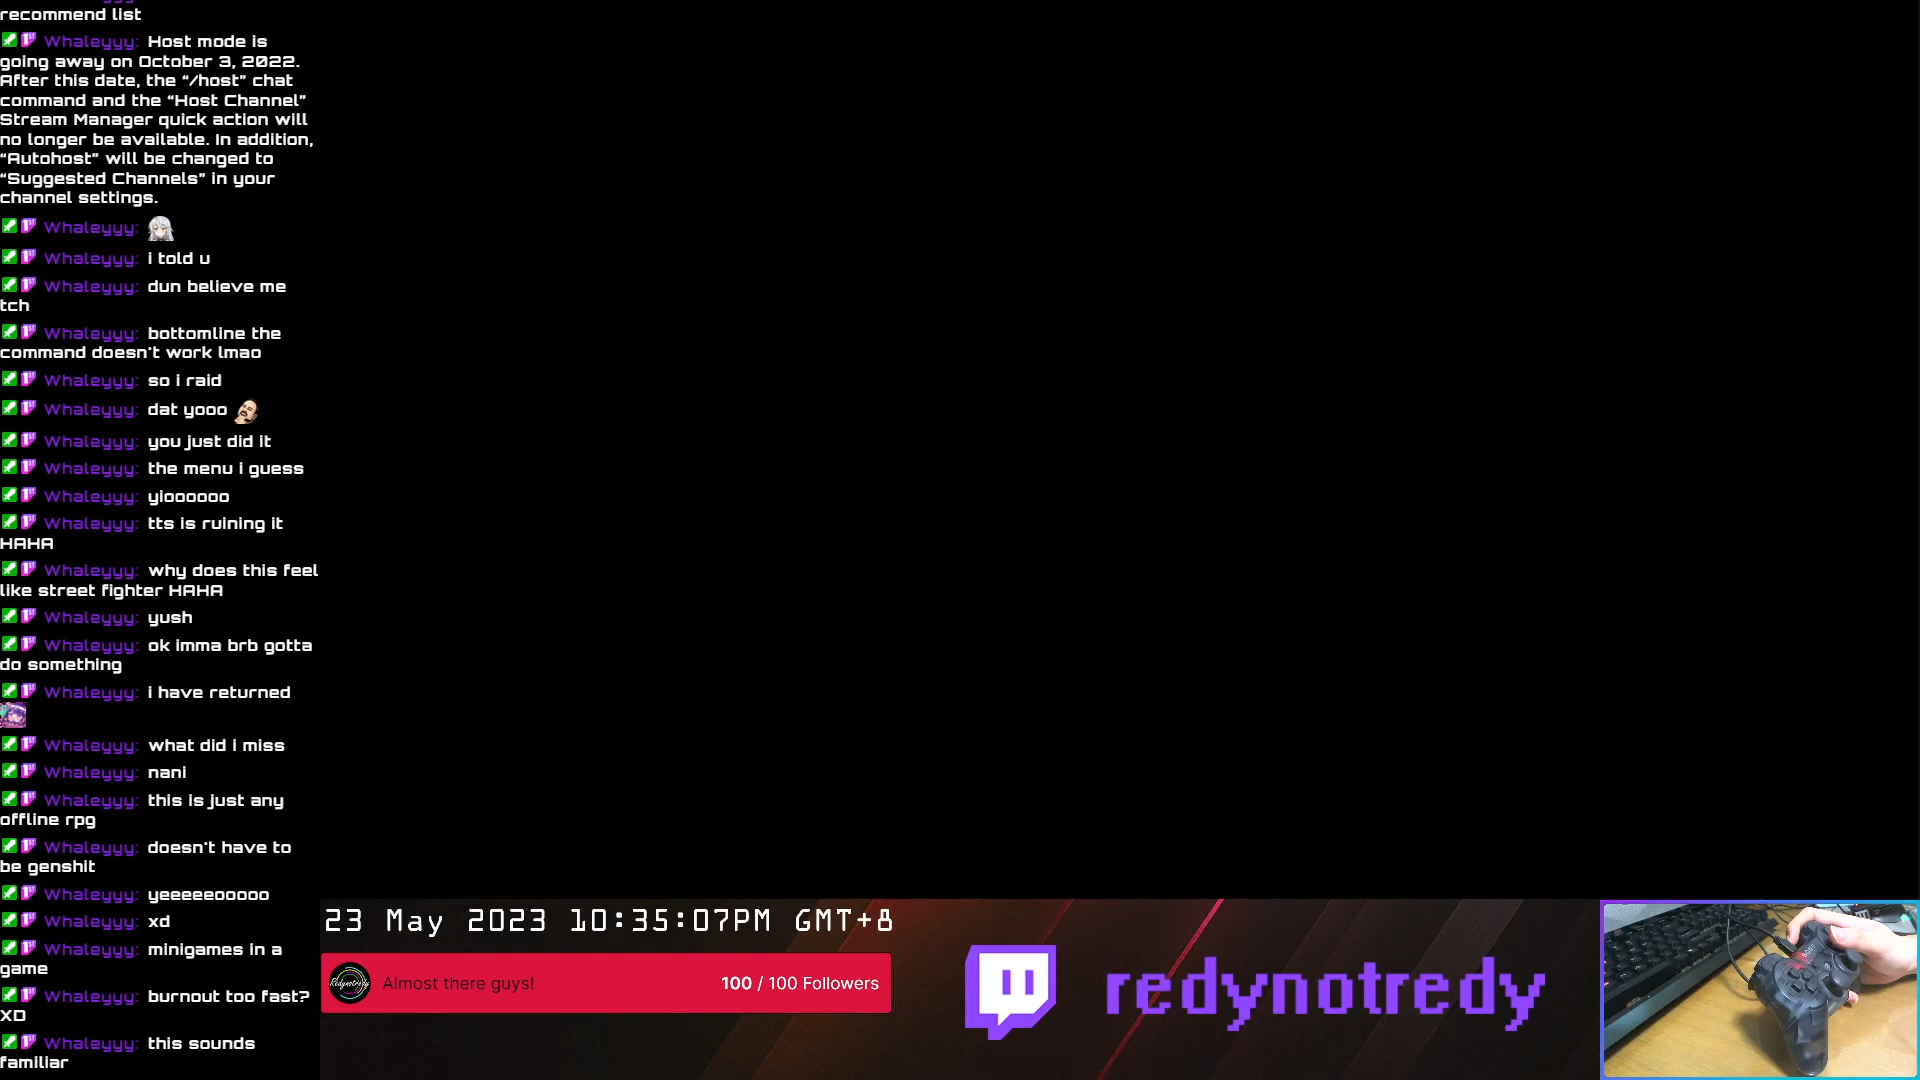 recommend list
Whaleyyy: Host mode is
going away on October 3, 2022.
After this date, the “/host” chat
command and the “Host Channel”
Stream Manager quick action will
no longer be available. In addition,
“Autohost” will be changed to
“Suggested Channels” in your
channel settings.
Whaleyyy:
Whaleyyy: i told u
Whaleyyy: dun believe me
tch
Whaleyyy: bottomline the
command doesn't work lmao
Whaleyyy: so i raid
Whaleyyy: dat yooo
Whaleyyy: you just did it
Whaleyyy: the menu i guess
Whaleyyy: yioooooo
Whaleyyy: tts is ruining it
HAHA
Whaleyyy: why does this feel
like street fighter HAHA
Whaleyyy: yush
Whaleyyy: ok imma brb gotta
do something
Whaleyyy: i have returned
Whaleyyy: what did i miss
Whaleyyy: nani
Whaleyyy: this is just any
offline rpg
Whaleyyy: doesn't have to
be genshit
Whaleyyy: yeeeeeooooo
Whaleyyy: xd
Whaleyyy: minigames in a
game
Whaleyyy: burnout too fast?
XD
Whaleyyy: this sounds
familiar
23 May 2023 10:35:07PM GMT+8
Redynotredy
Almost there guys!
100 / 100 Followers
redynotredy